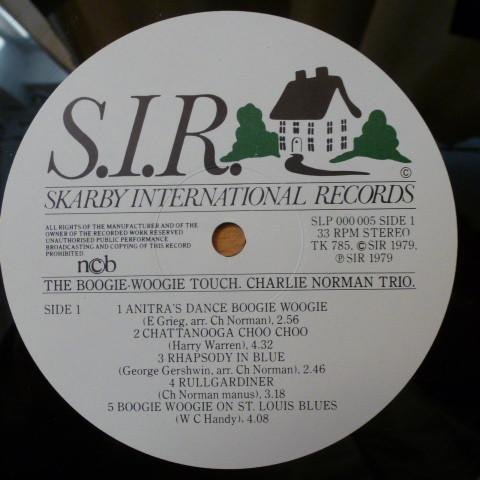 S.I.R.
©
SKARBY INTERNATIONAL RECORDS
ALL RIGHTS OF THE MANUFACTURER AND OF THE
OWNER OF THE RECORDED WORK RESERVED
UNAUTHORISED PUBLIC PERFORMANCE
BROADCASTING AND COPYING OF THIS RECORD
PROHIBITED
ncb
SLP 000 005 SIDE 1
33 RPM STEREO
TK 785. © SIR 1979.
℗ SIR 1979
THE BOOGIE-WOOGIE TOUCH. CHARLIE NORMAN TRIO.
SIDE 1
1 ANITRA'S DANCE BOOGIE WOOGIE
(E Grieg, arr. Ch Norman), 2.56
2 CHATTANOOGA CHOO CHOO
(Harry Warren), 4.32
3 RHAPSODY IN BLUE
(George Gershwin, arr. Ch Norman), 2.46
4 RULLGARDINER
(Ch Norman manus), 3.18
5 BOOGIE WOOGIE ON ST. LOUIS BLUES
(W C Handy), 4.08